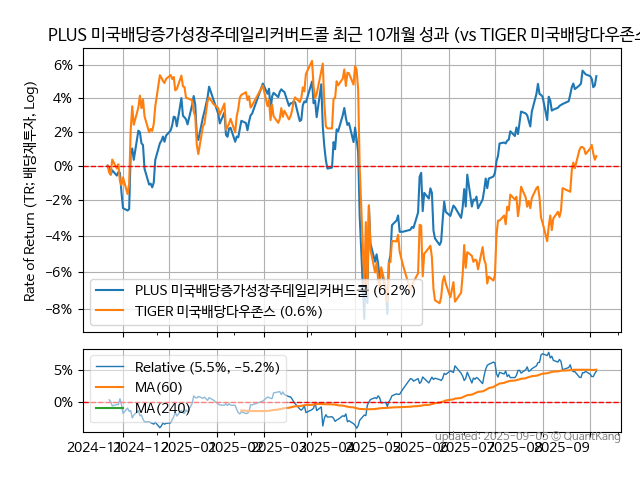 PLUS 미국배당증가성장주데일리커버드콜 최근 10개월 성과 (vs TIGER 미국배당다우존스
Rate of Return (TR: 배당재투자, Log)
6%
4%
2%
0%
-2%
-4%
-6%
-8%
PLUS 미국배당증가성장주데일리커버드콜 (6.2%)
TIGER 미국배당다우존스 (0.6%)
5%
0%
Relative (5.5%, -5.2%)
MA(60)
MA(240)
2024-11 2024-12 2025-01 2025-02 2025-03 2025-04 2025-05 2025-06 2025-07 2025-08 2025-09
updated: 2025-09-06 © QuantKang